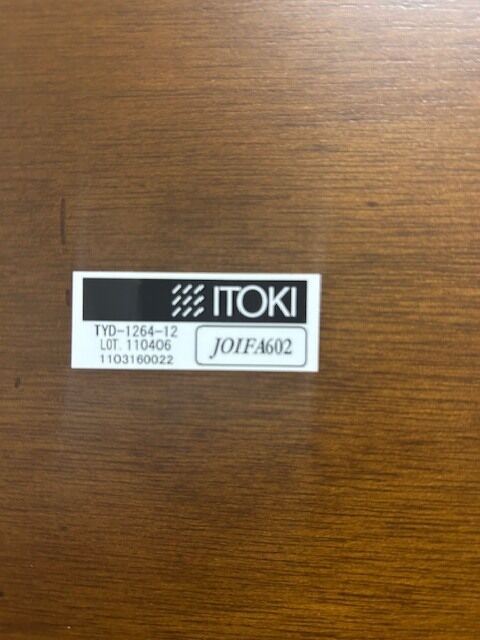 ITOKI
TYD-1264-12
LOT. 110406
1103160022
JOIFA602